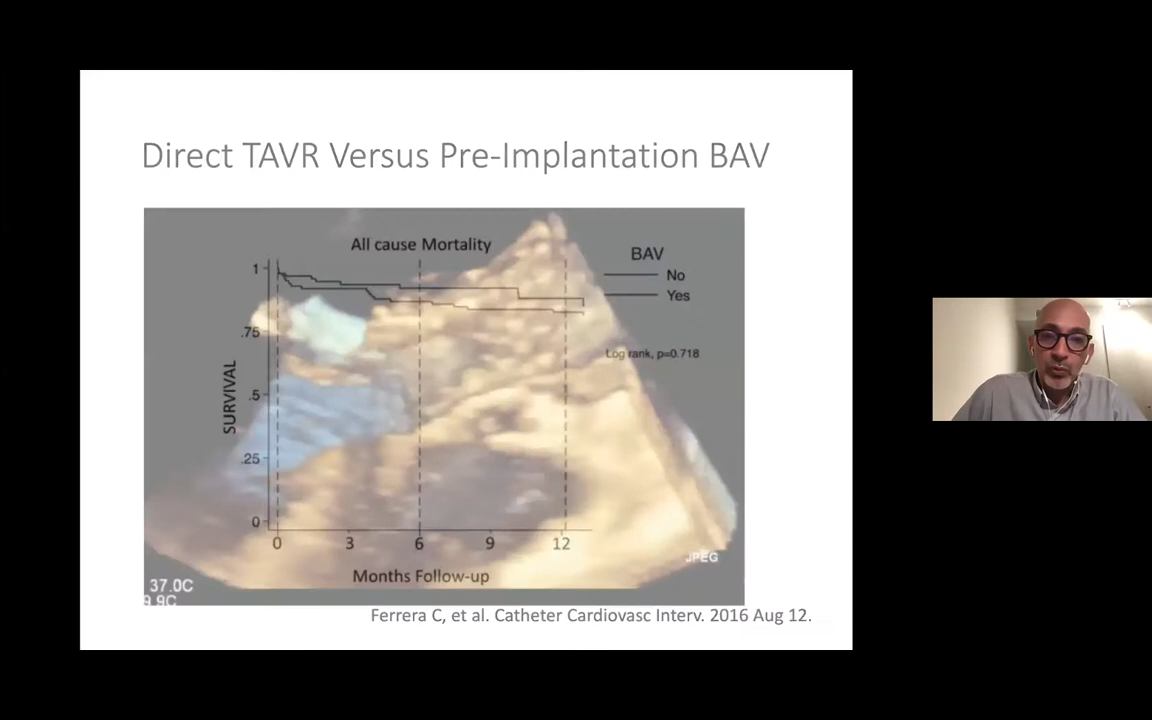 Direct TAVR Versus Pre-Implantation BAV
All cause Mortality
BAV
No
Yes
Log rank, p=0.718
SURVIVAL
1
.75
.5
.25
0
0 3 6 9 12
Months Follow-up
JPEG
37.0C
9.9C
Ferrera C, et al. Catheter Cardiovasc Interv. 2016 Aug 12.